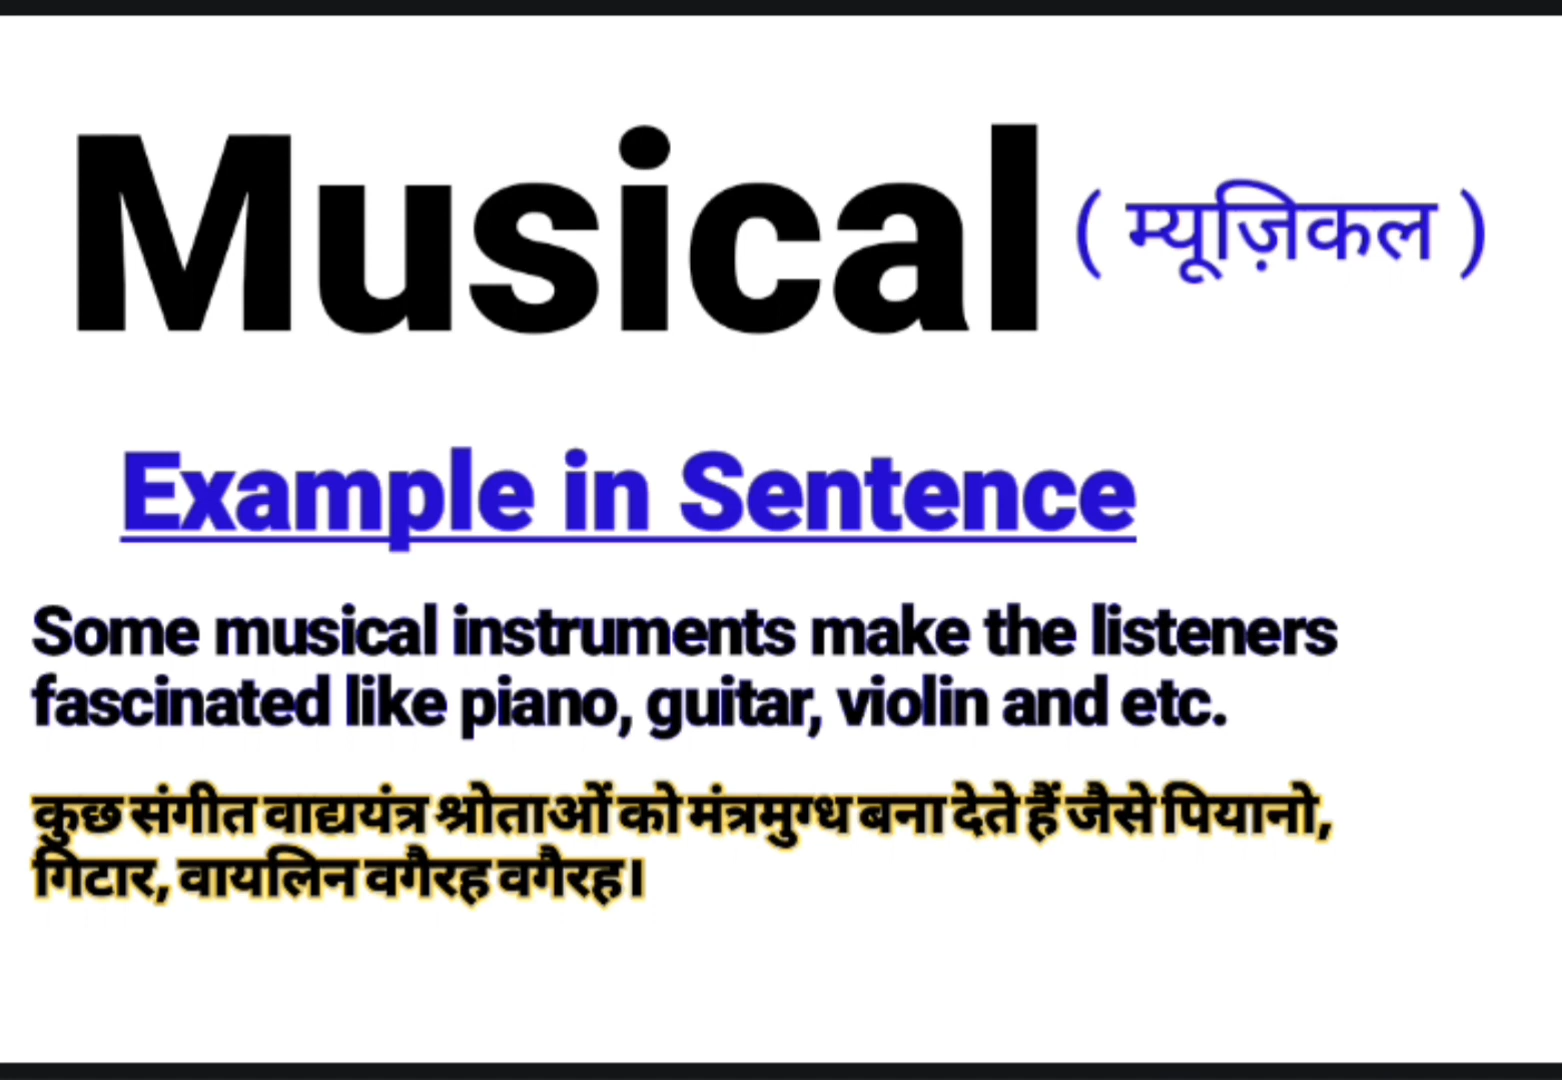 Musical ( म्यूज़िकल )
Example in Sentence
Some musical instruments make the listeners
fascinated like piano, guitar, violin and etc.
कुछ संगीत वाद्ययंत्र श्रोताओं को मंत्रमुग्ध बना देते हैं जैसे पियानो,
गिटार, वायलिन वगैरह वगैरह।